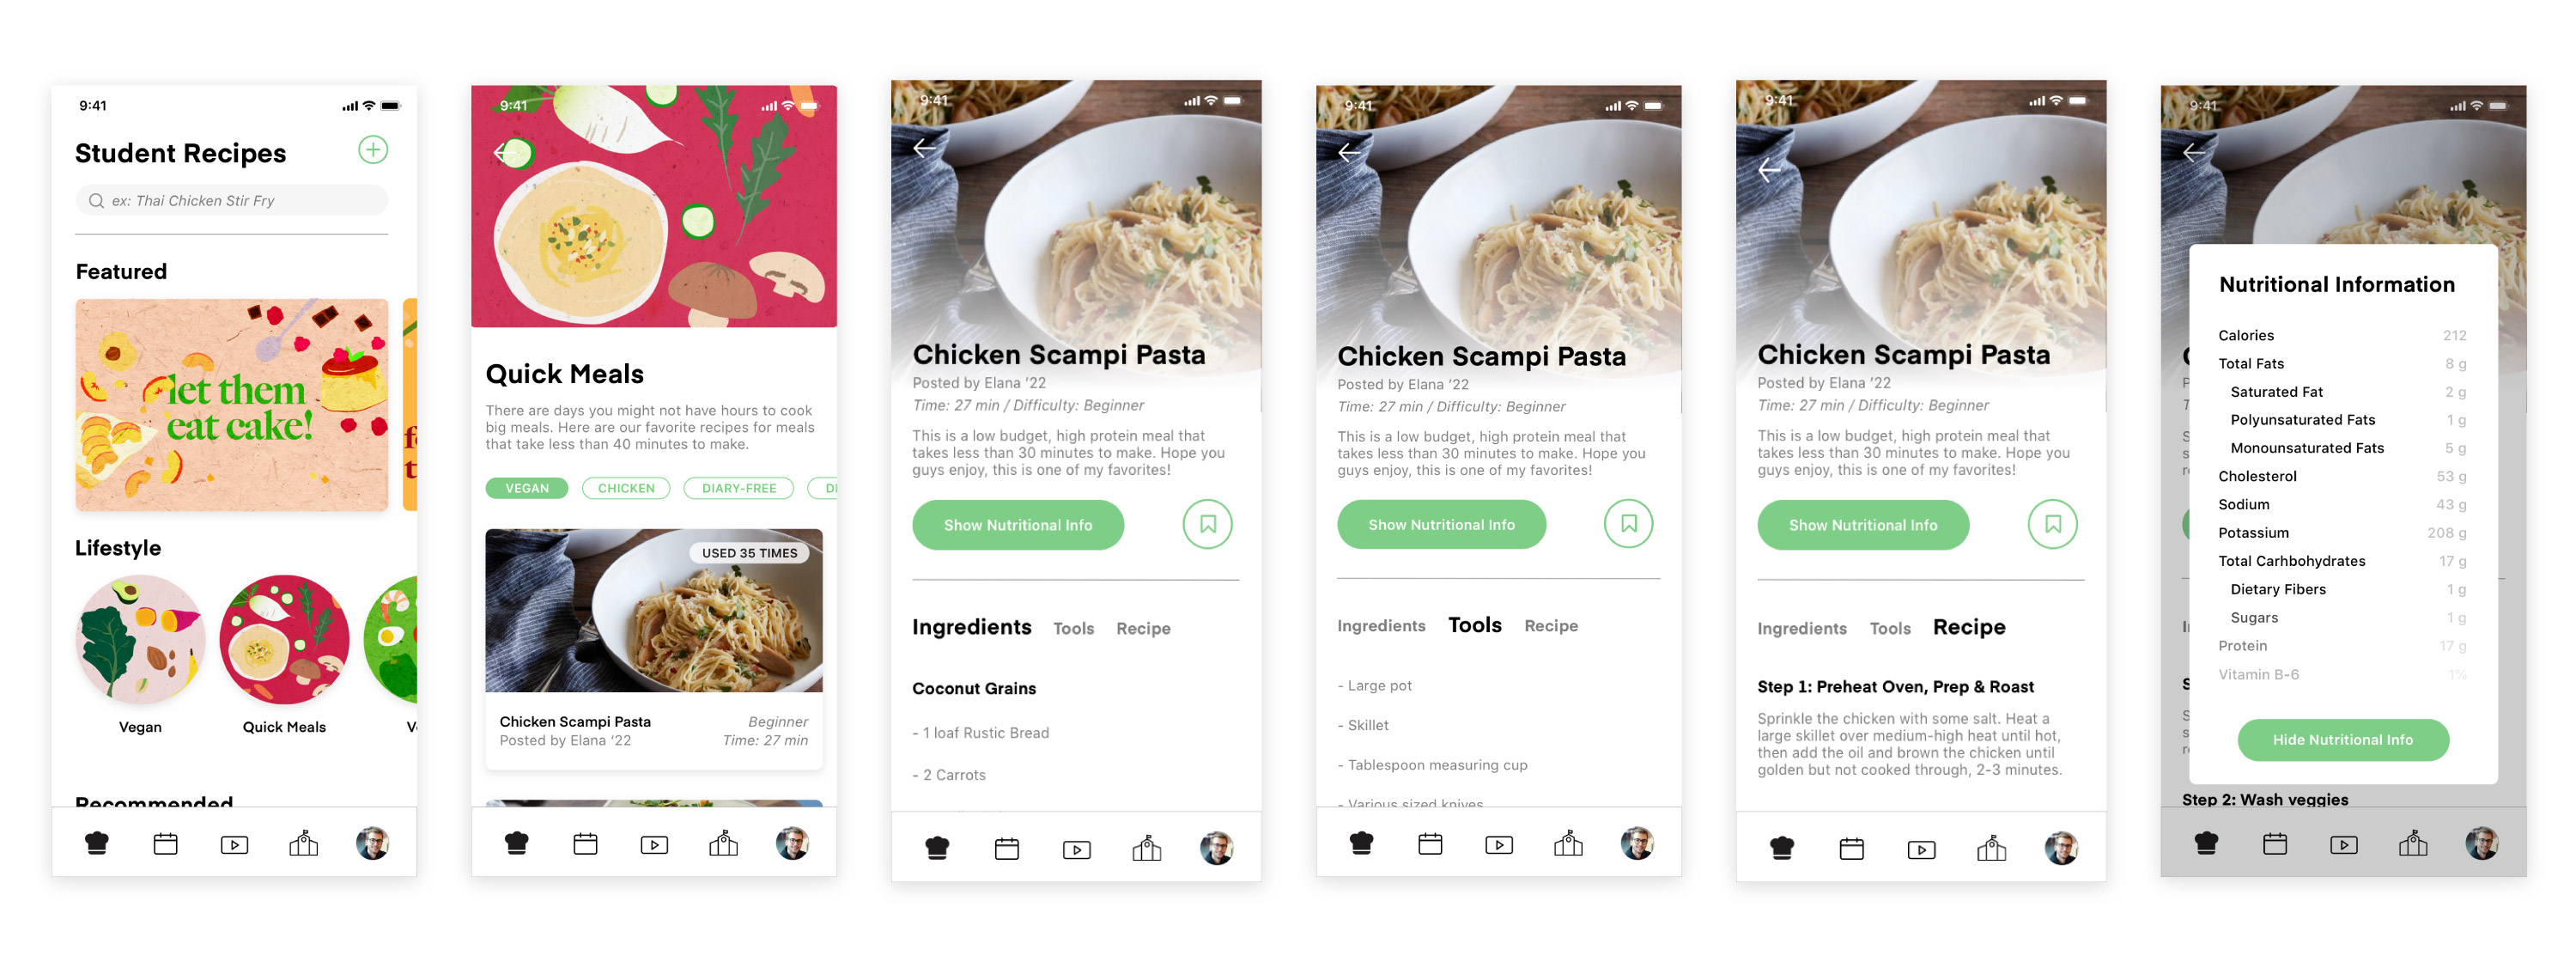 9:41
Student Recipes
ex: Thai Chicken Stir Fry
Featured
let them
eat cake!
Lifestyle
Vegan
Quick Meals
Recommended
9:41
Quick Meals
There are days you might not have hours to cook
big meals. Here are our favorite recipes for meals
that take less than 40 minutes to make.
VEGAN
CHICKEN
DIARY-FREE
USED 35 TIMES
Chicken Scampi Pasta
Beginner
Posted by Elana ‘22
Time: 27 min
9:41
Chicken Scampi Pasta
Posted by Elana ’22
Time: 27 min / Difficulty: Beginner
This is a low budget, high protein meal that
takes less than 30 minutes to make. Hope you
guys enjoy, this is one of my favorites!
Show Nutritional Info
Ingredients Tools Recipe
Coconut Grains
- 1 loaf Rustic Bread
- 2 Carrots
9:41
Chicken Scampi Pasta
Posted by Elana ’22
Time: 27 min / Difficulty: Beginner
This is a low budget, high protein meal that
takes less than 30 minutes to make. Hope you
guys enjoy, this is one of my favorites!
Show Nutritional Info
Ingredients Tools Recipe
- Large pot
- Skillet
- Tablespoon measuring cup
- Various sized knives
9:41
Chicken Scampi Pasta
Posted by Elana ’22
Time: 27 min / Difficulty: Beginner
This is a low budget, high protein meal that
takes less than 30 minutes to make. Hope you
guys enjoy, this is one of my favorites!
Show Nutritional Info
Ingredients Tools Recipe
Step 1: Preheat Oven, Prep & Roast
Sprinkle the chicken with some salt. Heat a
large skillet over medium-high heat until hot,
then add the oil and brown the chicken until
golden but not cooked through, 2-3 minutes.
9:41
Nutritional Information
Calories 212
Total Fats 8 g
Saturated Fat 2 g
Polyunsaturated Fats 1 g
Monounsaturated Fats 5 g
Cholesterol 53 g
Sodium 43 g
Potassium 208 g
Total Carhbohydrates 17 g
Dietary Fibers 1 g
Sugars 1 g
Protein 17 g
Vitamin B-6 1%
Hide Nutritional Info
Step 2: Wash veggies